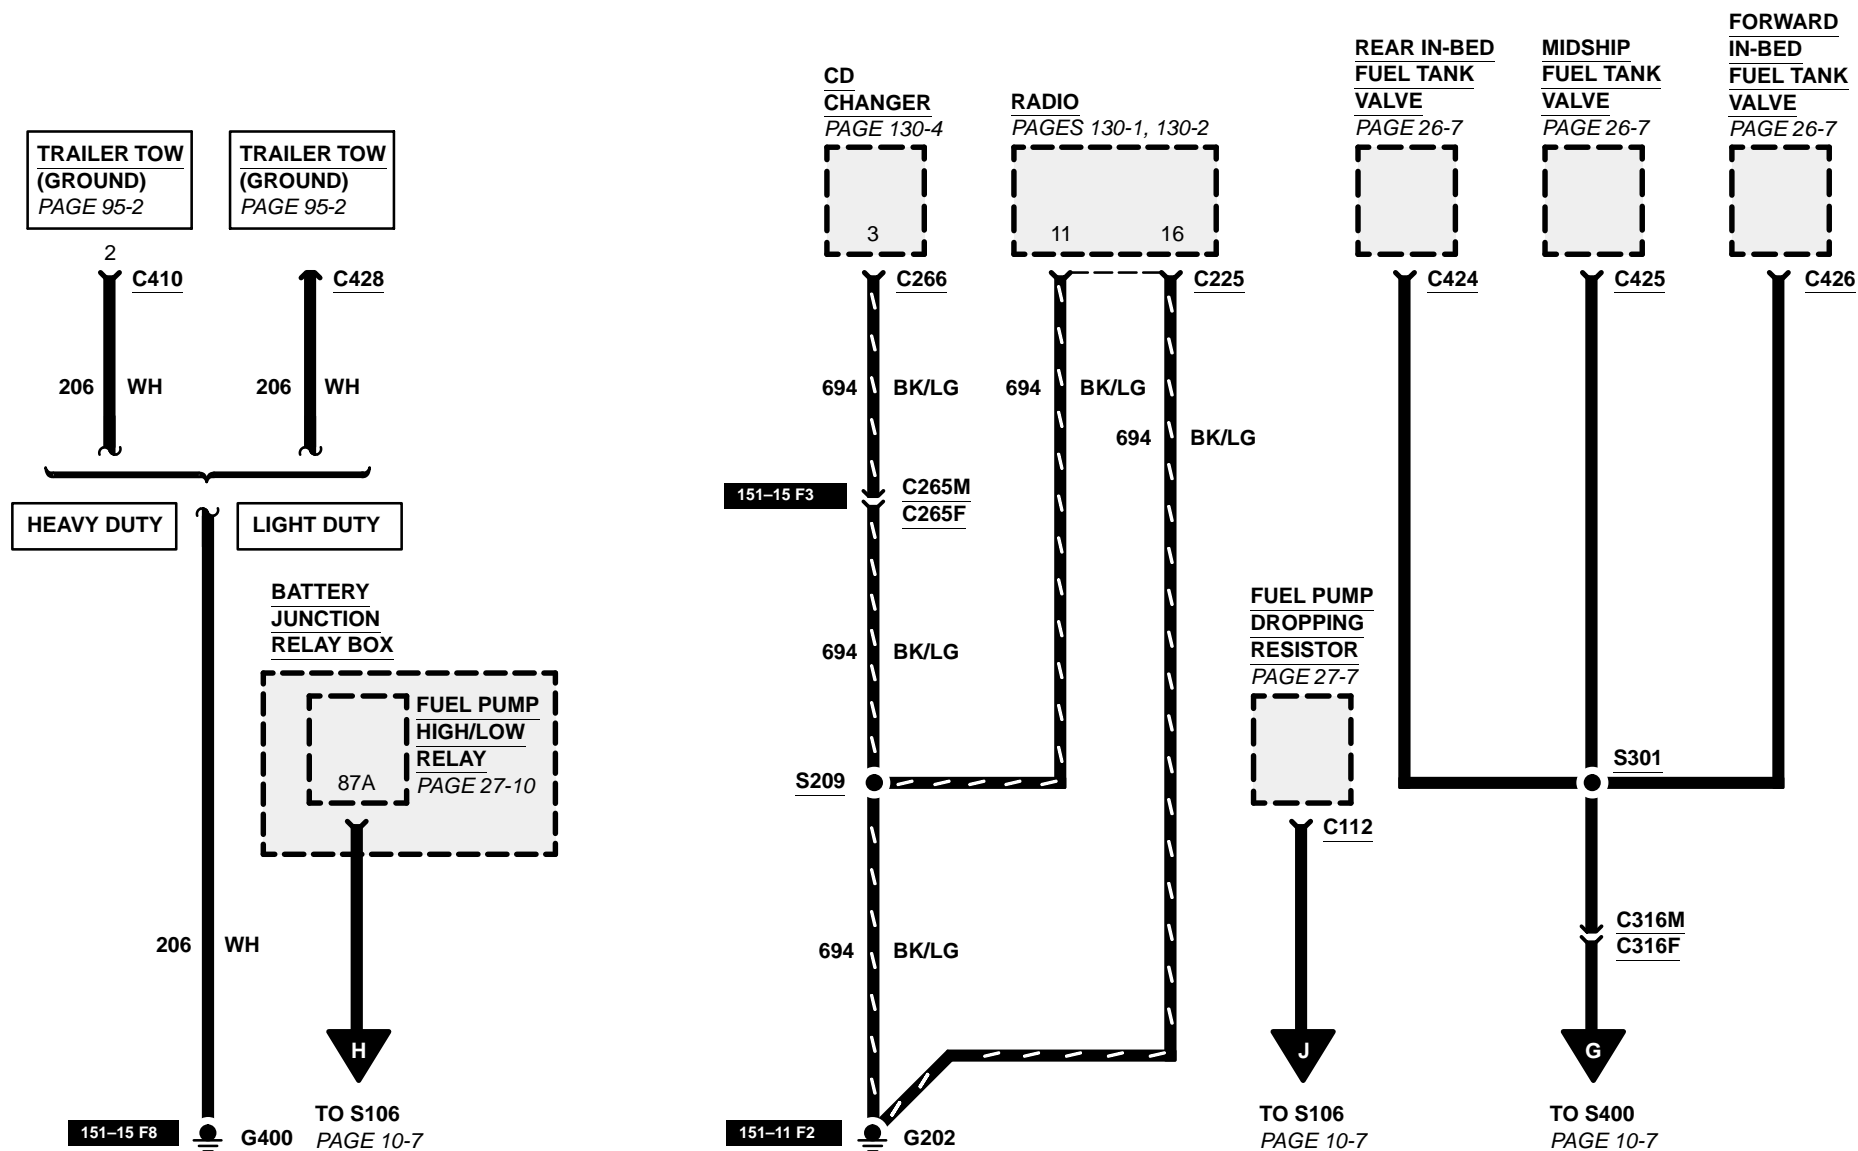 TRAILER TOW
(GROUND)
PAGE 95-2
2
C410
206 WH
TRAILER TOW
(GROUND)
PAGE 95-2
C428
206 WH
HEAVY DUTY
LIGHT DUTY
206 WH
151–15 F8
G400
BATTERY
JUNCTION
RELAY BOX
FUEL PUMP
HIGH/LOW
RELAY
PAGE 27-10
87A
H
TO S106
PAGE 10-7
CD
CHANGER
PAGE 130-4
3
C266
694 BK/LG
151–15 F3
C265M
C265F
694 BK/LG
S209
694 BK/LG
151–11 F2
G202
RADIO
PAGES 130-1, 130-2
11
16
C225
694 BK/LG
694 BK/LG
FUEL PUMP
DROPPING
RESISTOR
PAGE 27-7
C112
J
TO S106
PAGE 10-7
REAR IN-BED
FUEL TANK
VALVE
PAGE 26-7
C424
MIDSHIP
FUEL TANK
VALVE
PAGE 26-7
C425
FORWARD
IN-BED
FUEL TANK
VALVE
PAGE 26-7
C426
S301
C316M
C316F
G
TO S400
PAGE 10-7